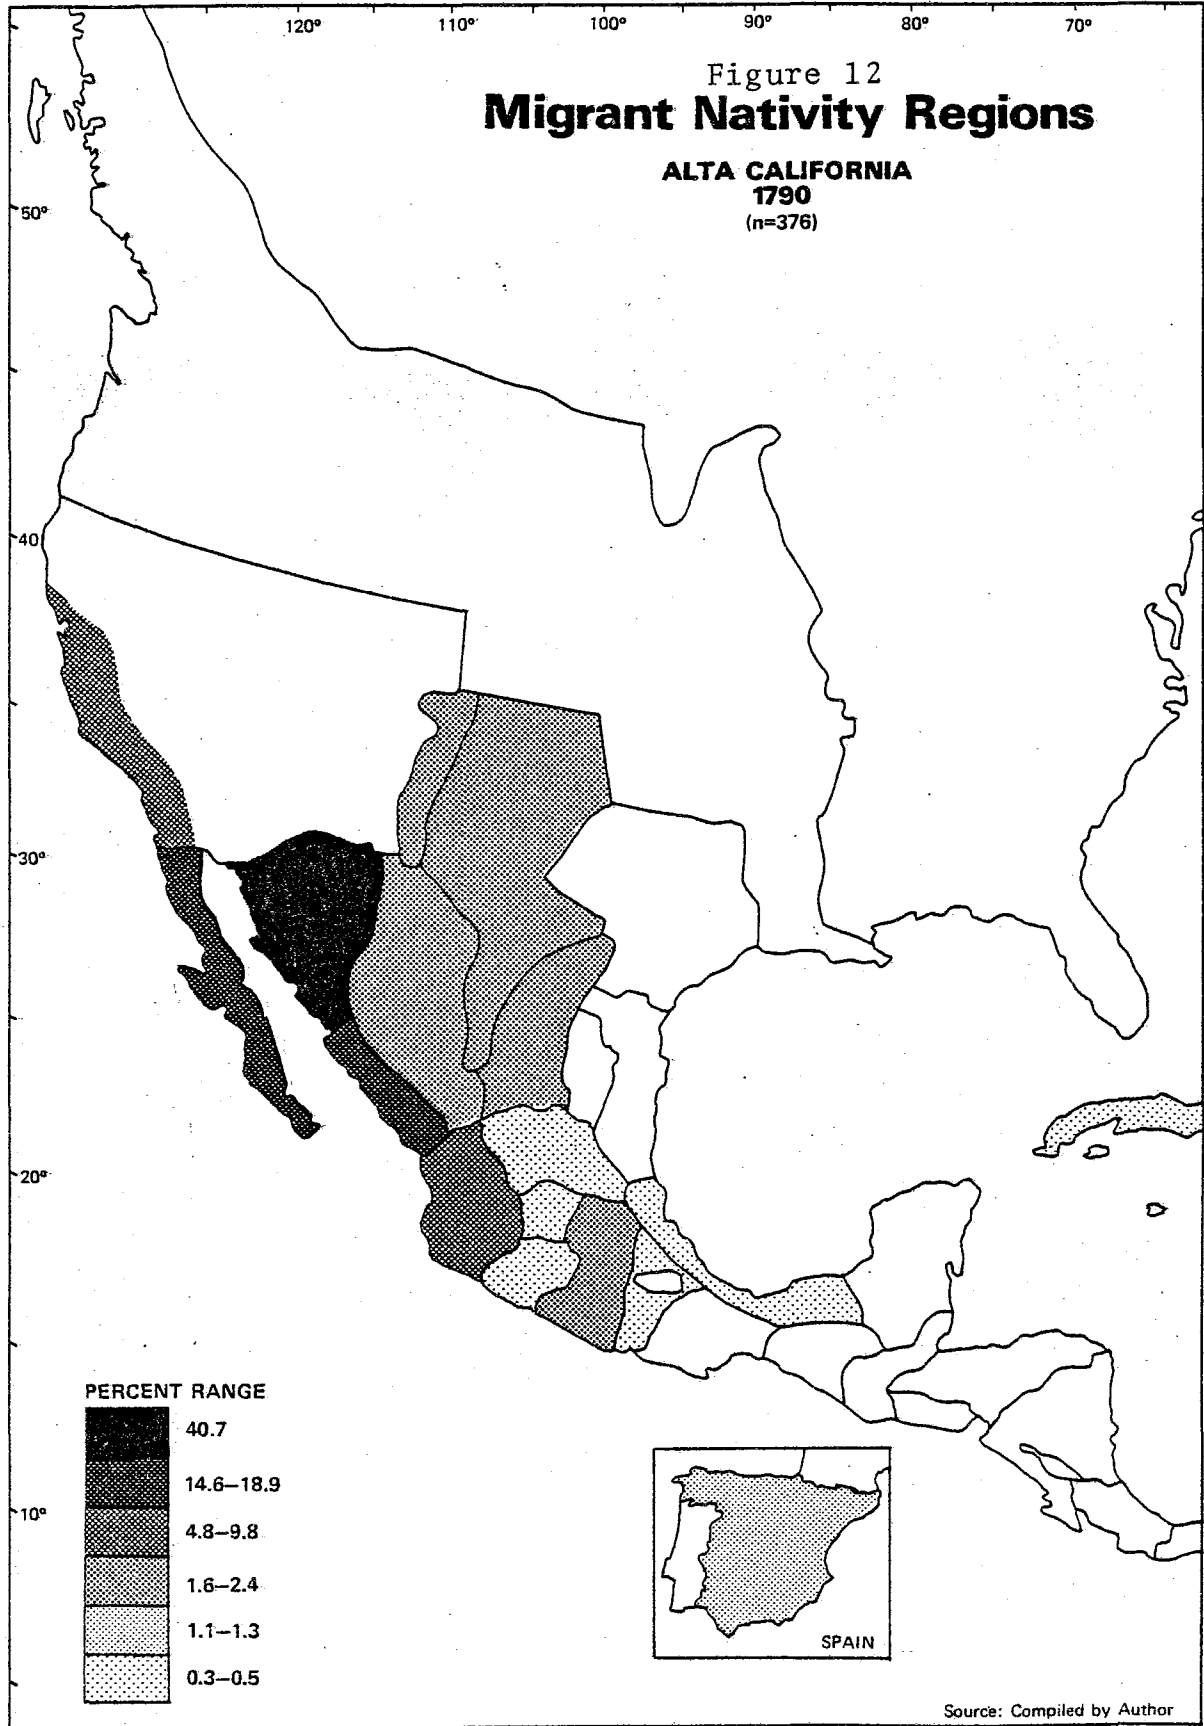 120° 110° 100° 90° 80° 70°
Figure 12
Migrant Nativity Regions
ALTA CALIFORNIA
1790
(n=376)
50°
40
30°
20°
10°
PERCENT RANGE
40.7
14.6–18.9
4.8–9.8
1.6–2.4
1.1–1.3
0.3–0.5
SPAIN
Source: Compiled by Author